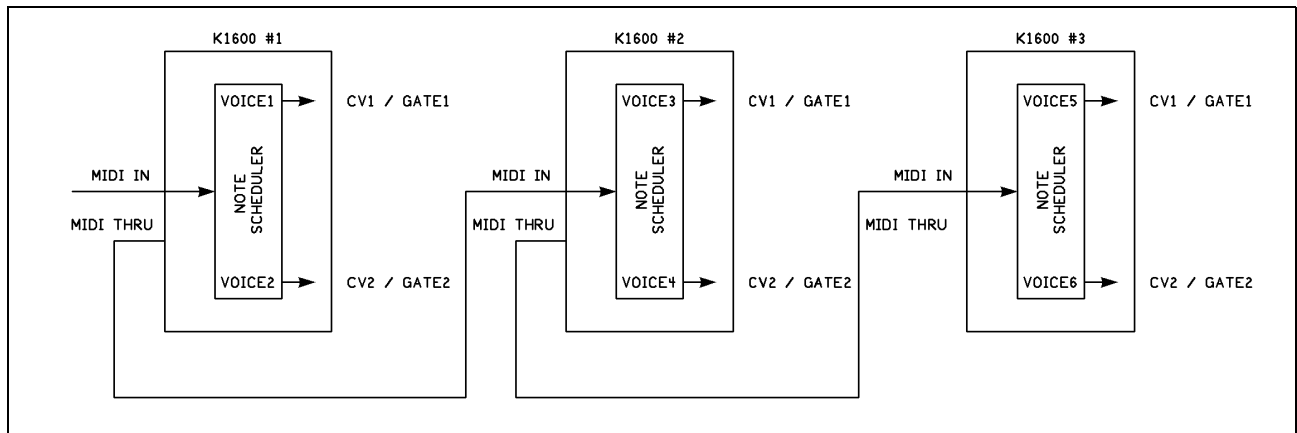 K1600 #1
VOICE1
CV1 / GATE1
MIDI IN
NOTE
SCHEDULER
MIDI THRU
VOICE2
CV2 / GATE2
K1600 #2
VOICE3
CV1 / GATE1
MIDI IN
NOTE
SCHEDULER
MIDI THRU
VOICE4
CV2 / GATE2
K1600 #3
VOICE5
CV1 / GATE1
MIDI IN
NOTE
SCHEDULER
MIDI THRU
VOICE6
CV2 / GATE2